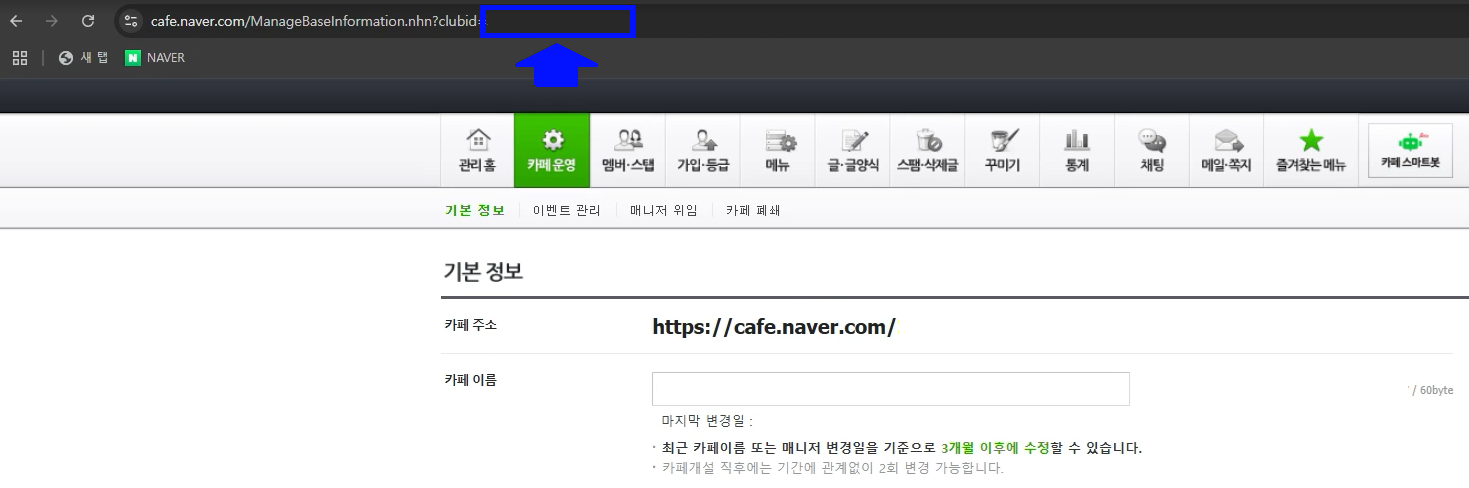 cafe.naver.com/ManageBaseInformation.nhn?clubid=
새 탭 N NAVER
관리 홈 카페 운영 멤버·스탭 가입·등급 메뉴 글·글양식 스팸·삭제글 꾸미기 통계 채팅 메일·쪽지 즐겨찾는 메뉴 카페 스마트봇
기본 정보 이벤트 관리 매니저 위임 카페 폐쇄
기본 정보
카페 주소 https://cafe.naver.com/
카페 이름 / 60byte
마지막 변경일 :
· 최근 카페이름 또는 매니저 변경일을 기준으로 3개월 이후에 수정할 수 있습니다.
· 카페개설 직후에는 기간에 관계없이 2회 변경 가능합니다.